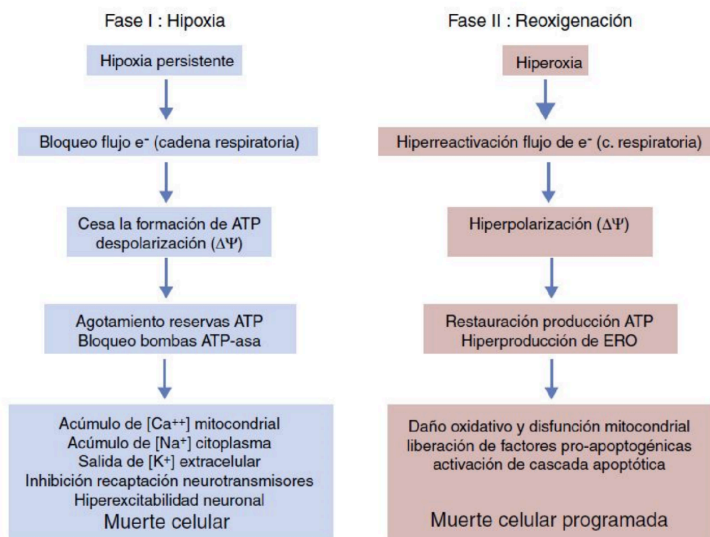 Fase I : Hipoxia
Hipoxia persistente
Bloqueo flujo e⁻ (cadena respiratoria)
Cesa la formación de ATP
despolarización (ΔΨ)
Agotamiento reservas ATP
Bloqueo bombas ATP-asa
Acúmulo de [Ca⁺⁺] mitocondrial
Acúmulo de [Na⁺] citoplasma
Salida de [K⁺] extracelular
Inhibición recaptación neurotransmisores
Hiperexcitabilidad neuronal
Muerte celular
Fase II : Reoxigenación
Hiperoxia
Hiperreactivación flujo de e⁻ (c. respiratoria)
Hiperpolarización (ΔΨ)
Restauración producción ATP
Hiperproducción de ERO
Daño oxidativo y disfunción mitocondrial
liberación de factores pro-apoptogénicas
activación de cascada apoptótica
Muerte celular programada